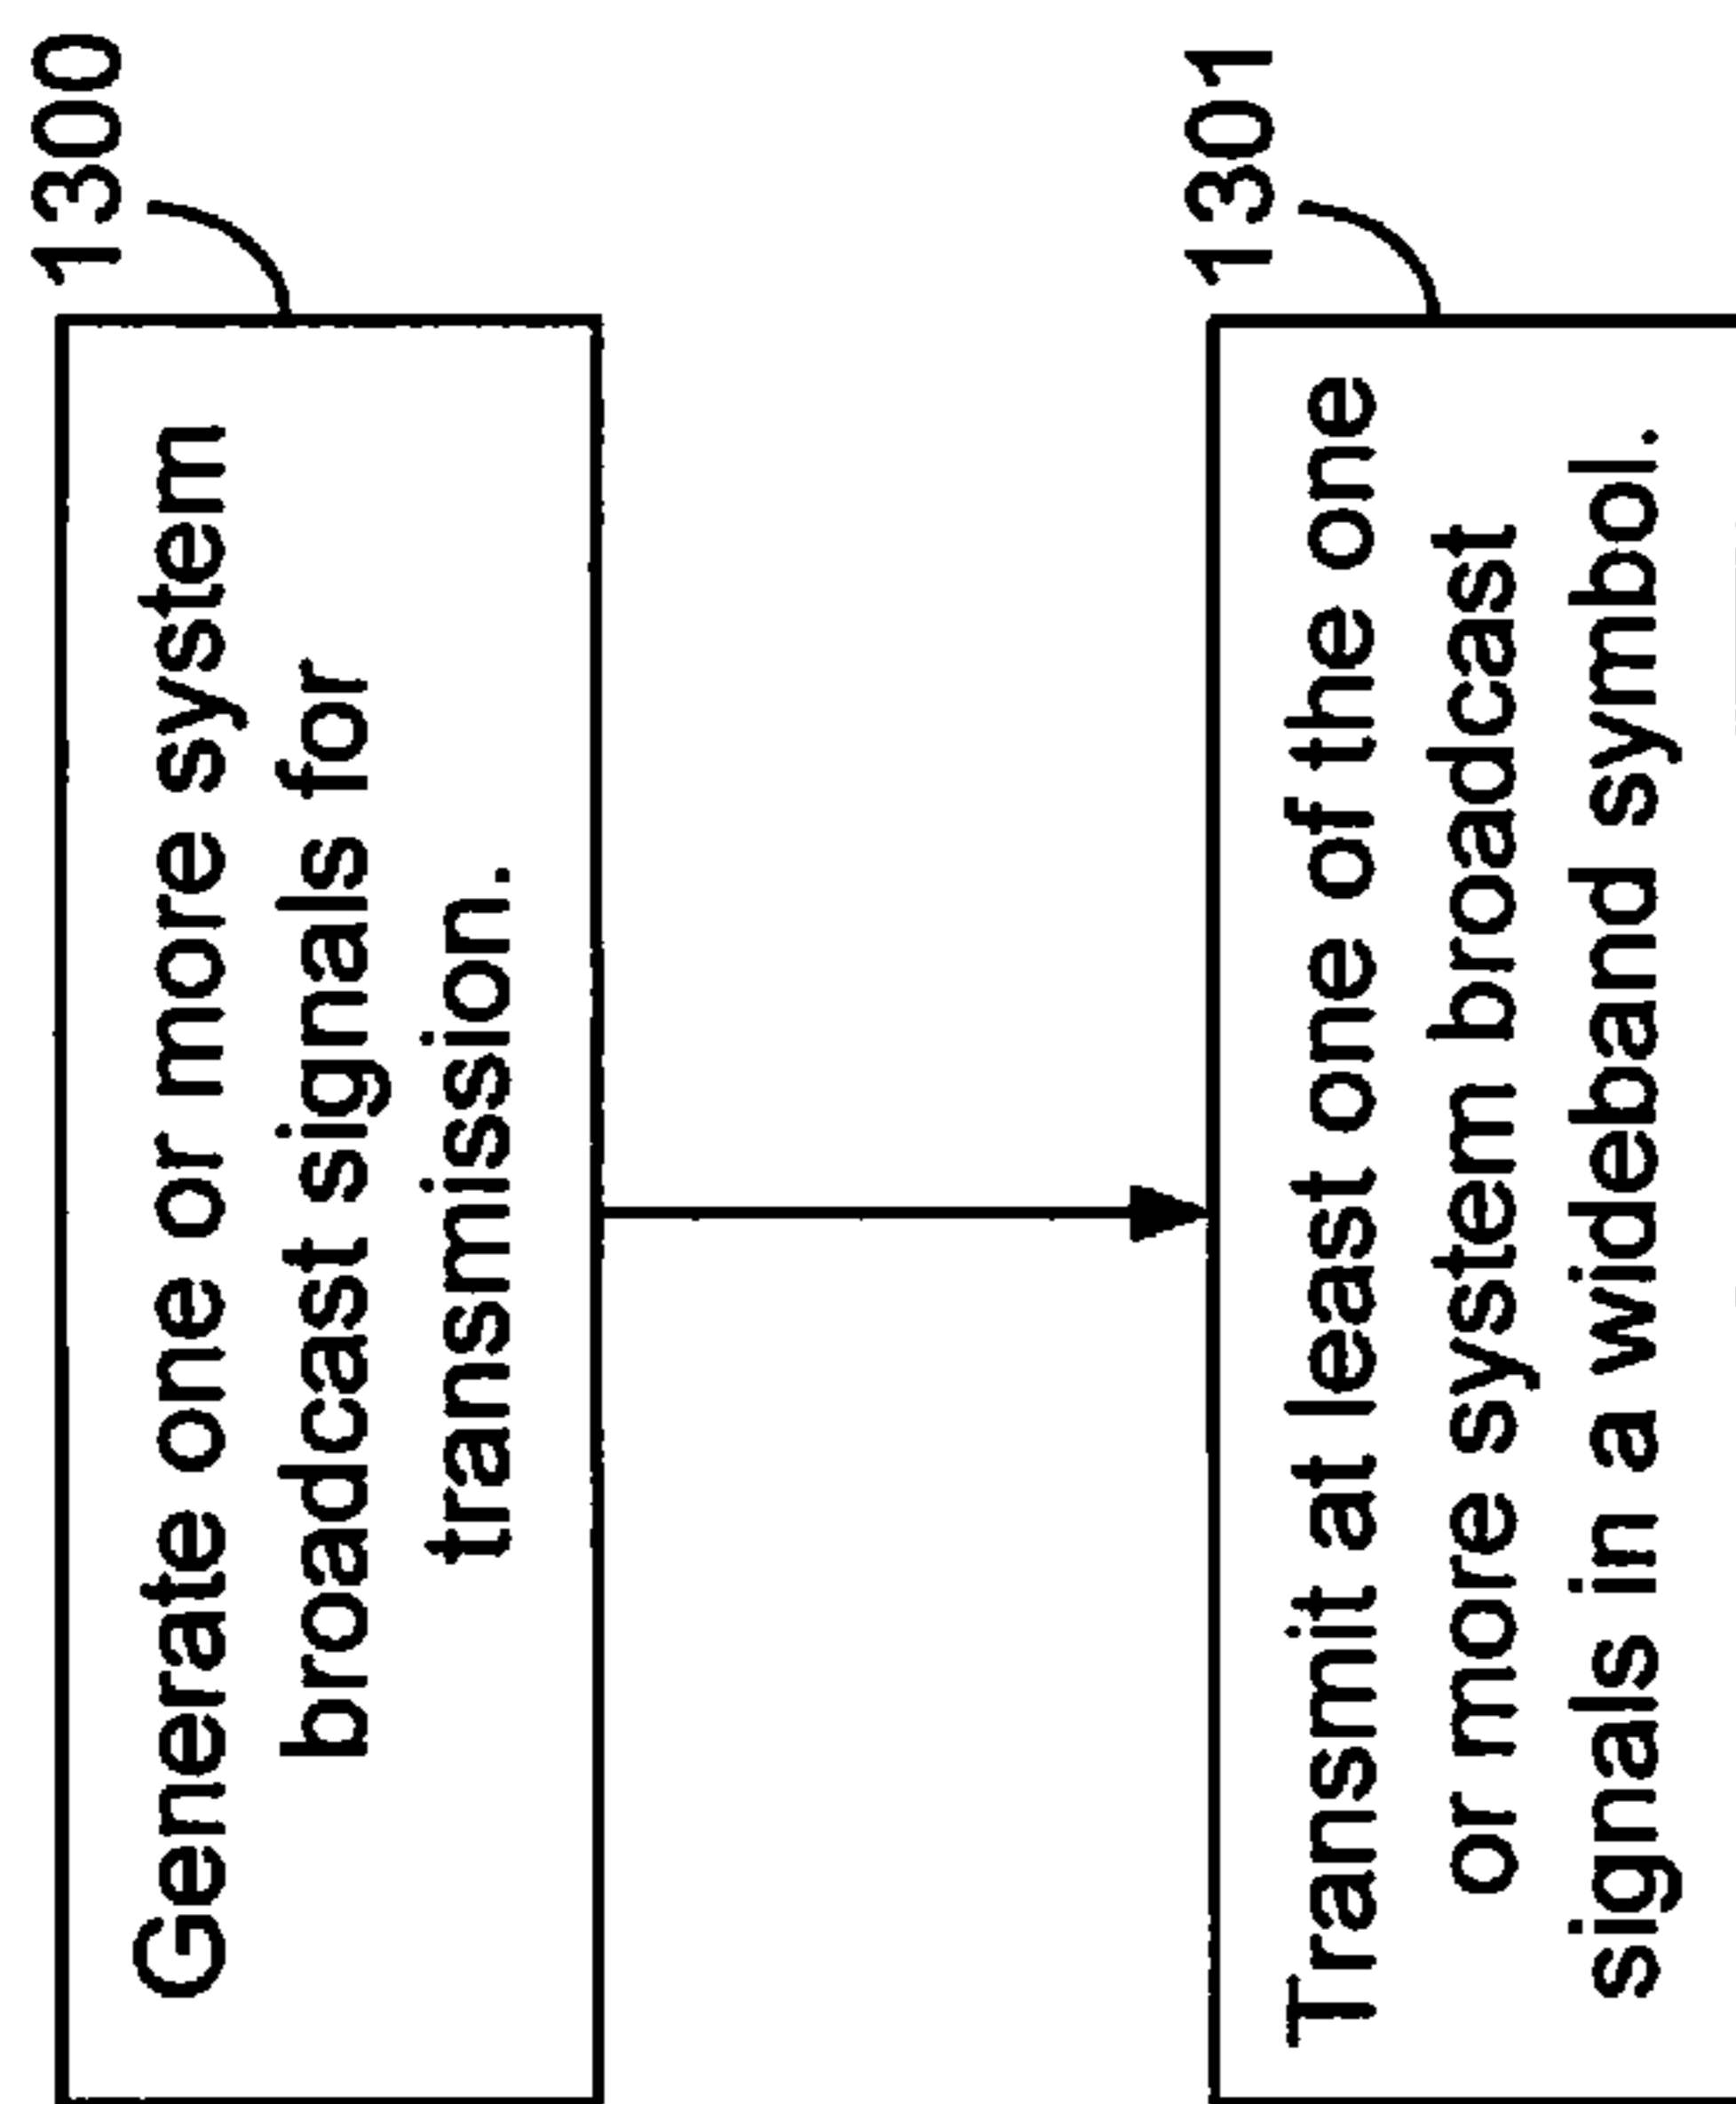 1300
Generate one or more system
broadcast signals for
transmission.
1301
Transmit at least one of the one
or more system broadcast
signals in a wideband symbol.